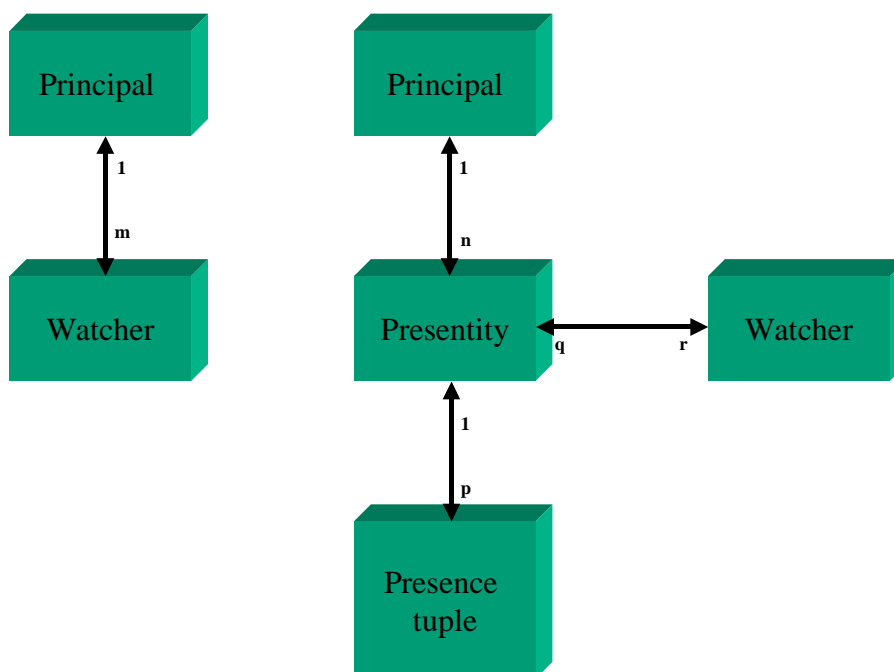 Principal
Principal
1
1
m
n
Watcher
Presentity
q
r
Watcher
1
p
Presence
tuple